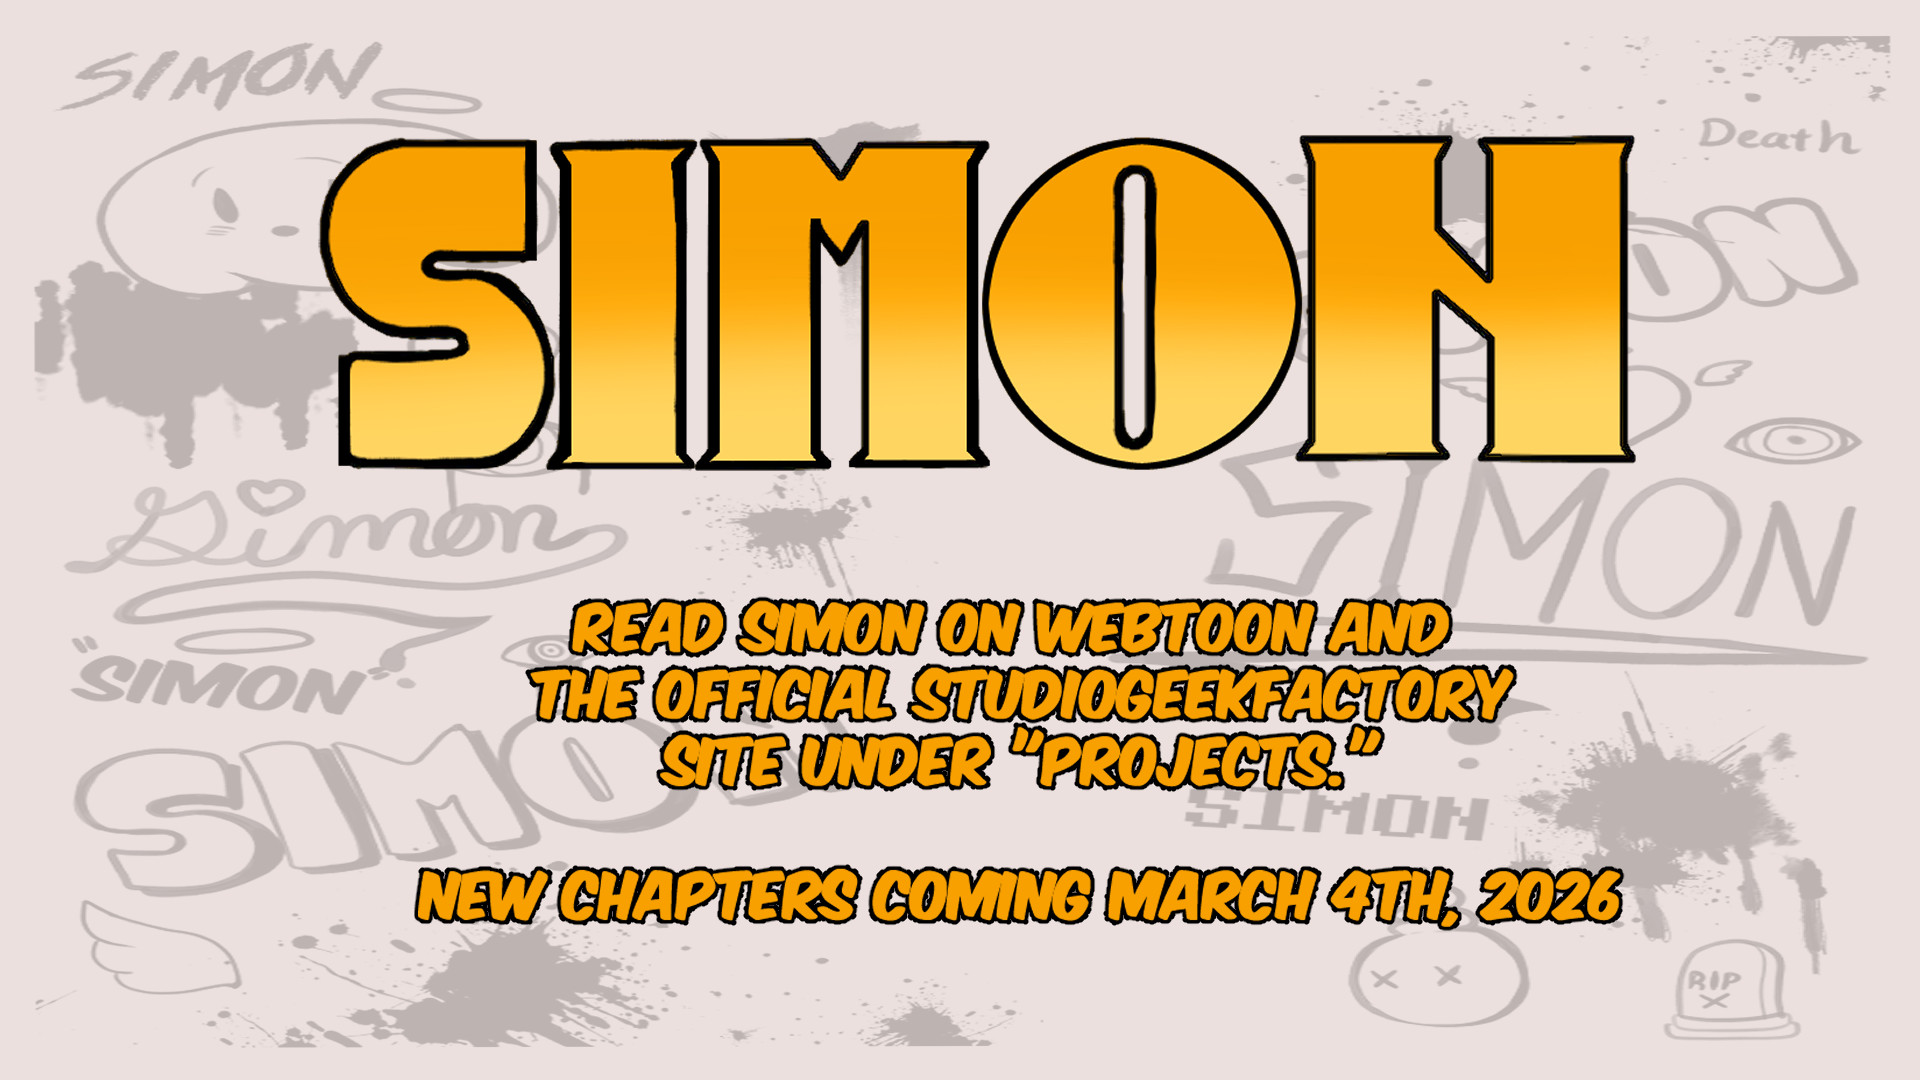 SIMON
SIMON
Death
SIMON
Simon
SIMON
"SIMON"
READ SIMON ON WEBTOON AND
THE OFFICIAL STUDIOGEEKFACTORY
SITE UNDER "PROJECTS."
SIMON
SIMON
NEW CHAPTERS COMING MARCH 4TH, 2026
RIP